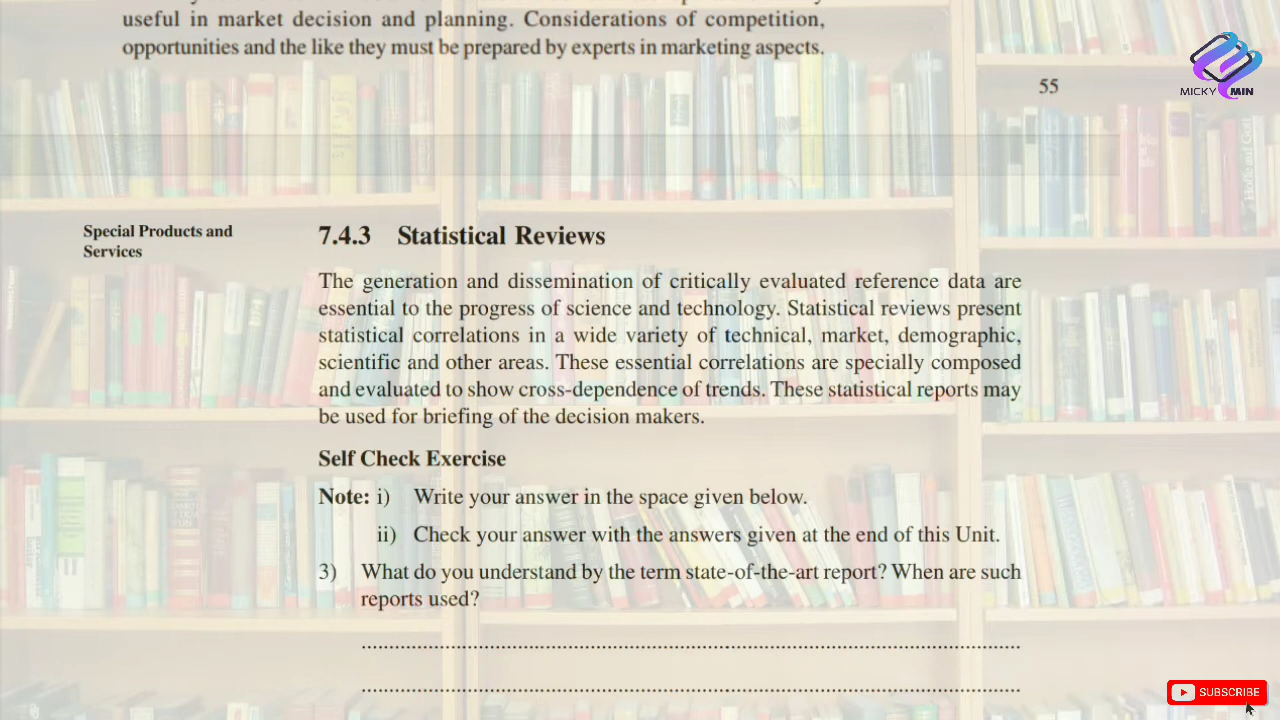 useful in market decision and planning. Considerations of competition,
opportunities and the like they must be prepared by experts in marketing aspects.
55
MICKY MIN
Special Products and
Services
7.4.3 Statistical Reviews
The generation and dissemination of critically evaluated reference data are
essential to the progress of science and technology. Statistical reviews present
statistical correlations in a wide variety of technical, market, demographic,
scientific and other areas. These essential correlations are specially composed
and evaluated to show cross-dependence of trends. These statistical reports may
be used for briefing of the decision makers.
Self Check Exercise
Note: i) Write your answer in the space given below.
ii) Check your answer with the answers given at the end of this Unit.
3) What do you understand by the term state-of-the-art report? When are such
reports used?
SUBSCRIBE